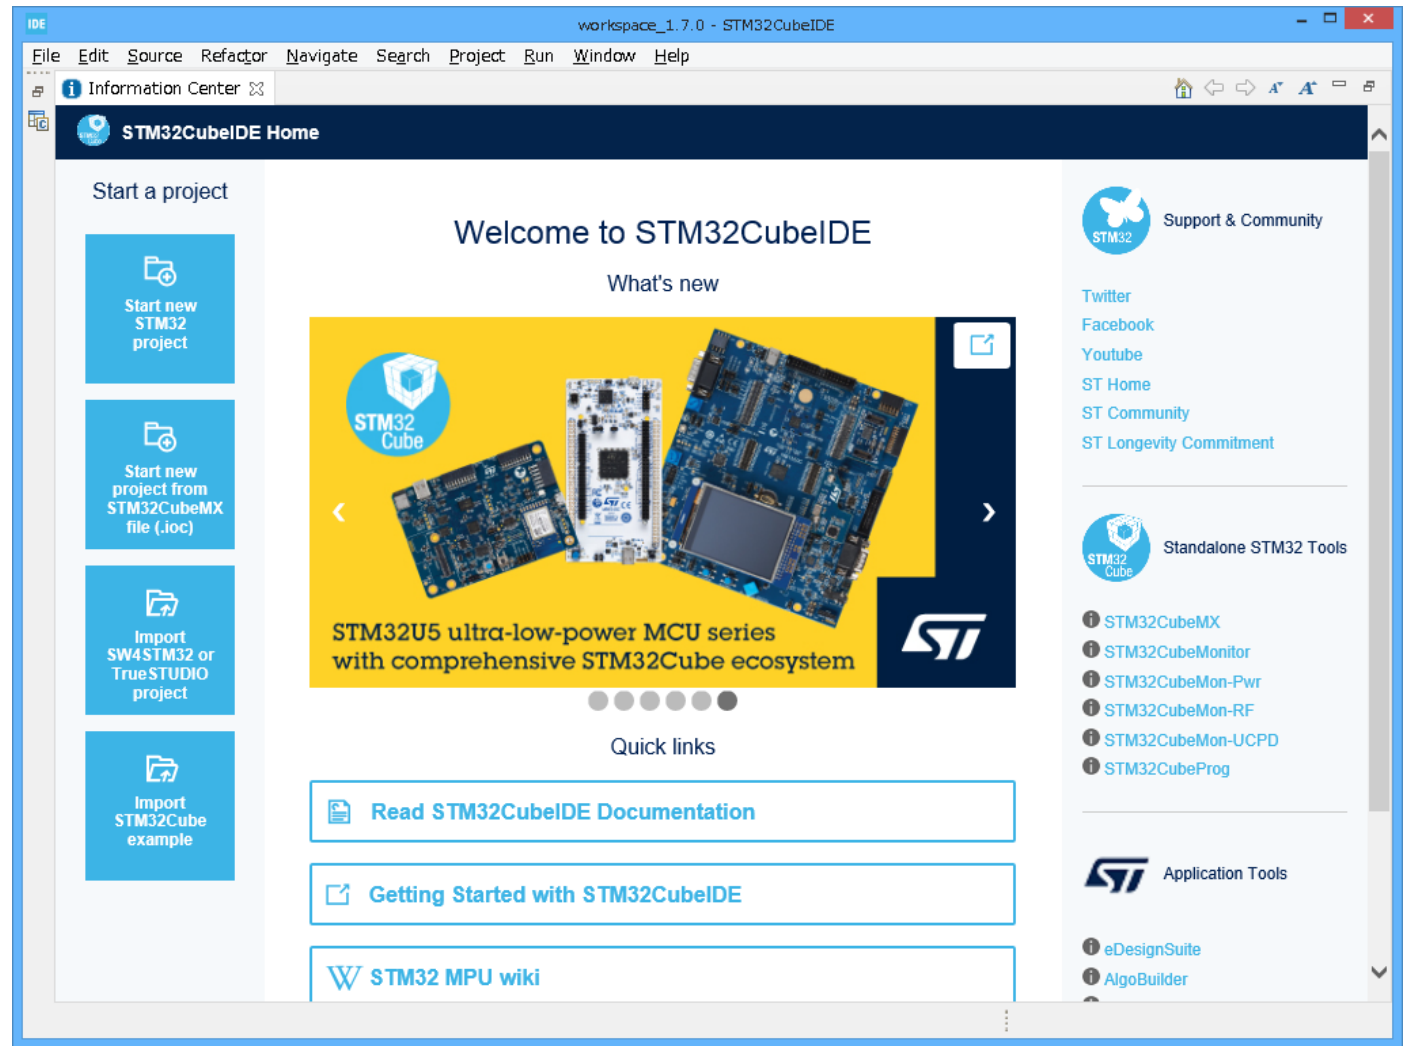 IDE
workspace_1.7.0 - STM32CubeIDE
File Edit Source Refactor Navigate Search Project Run Window Help
Information Center
STM32CubeIDE Home
Start a project
Start new
STM32
project
Start new
project from
STM32CubeMX
file (.ioc)
Import
SW4STM32 or
TrueSTUDIO
project
Import
STM32Cube
example
Welcome to STM32CubeIDE
What's new
STM32
Cube
STM32U5 ultra-low-power MCU series
with comprehensive STM32Cube ecosystem
ST
Quick links
Read STM32CubeIDE Documentation
Getting Started with STM32CubeIDE
W STM32 MPU wiki
STM32
Support & Community
Twitter
Facebook
Youtube
ST Home
ST Community
ST Longevity Commitment
STM32
Cube
Standalone STM32 Tools
STM32CubeMX
STM32CubeMonitor
STM32CubeMon-Pwr
STM32CubeMon-RF
STM32CubeMon-UCPD
STM32CubeProg
ST
Application Tools
eDesignSuite
AlgoBuilder